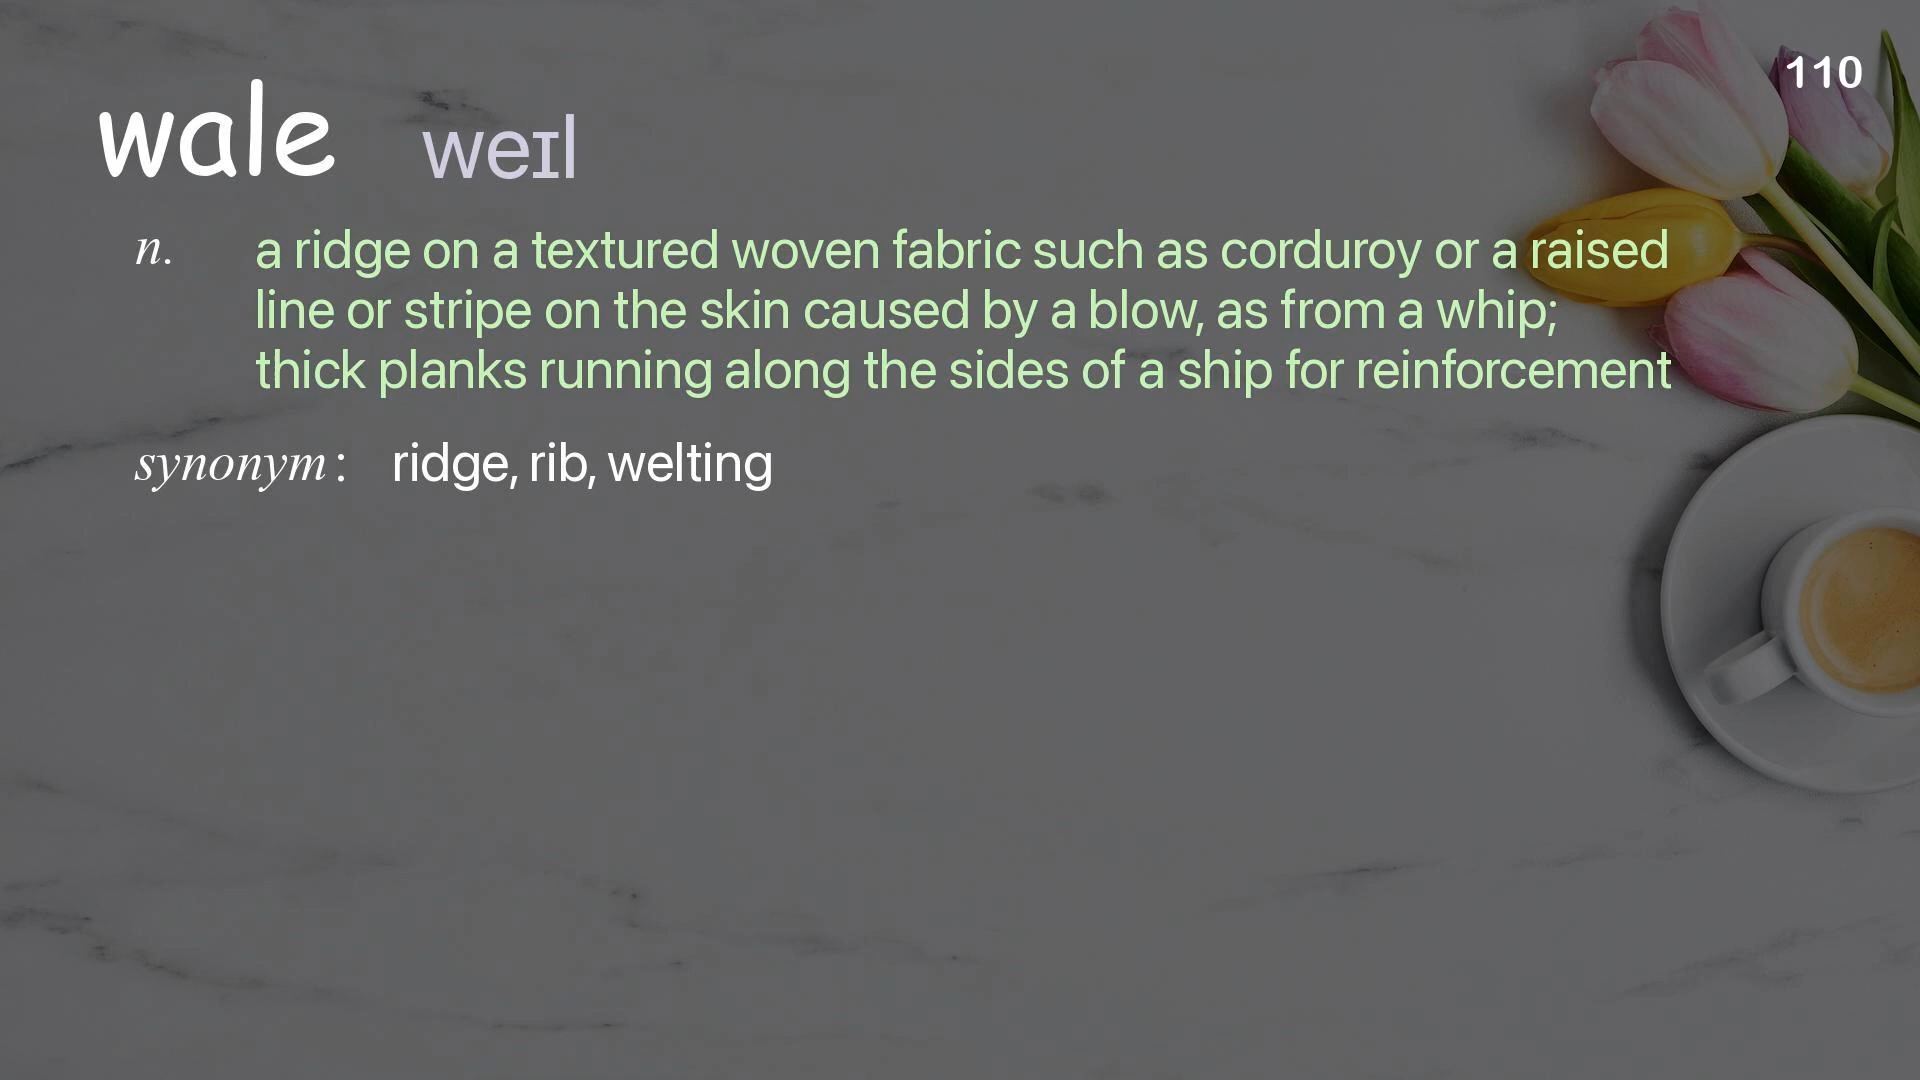 110
wale weɪl
n. a ridge on a textured woven fabric such as corduroy or a raised
line or stripe on the skin caused by a blow, as from a whip;
thick planks running along the sides of a ship for reinforcement
synonym: ridge, rib, welting